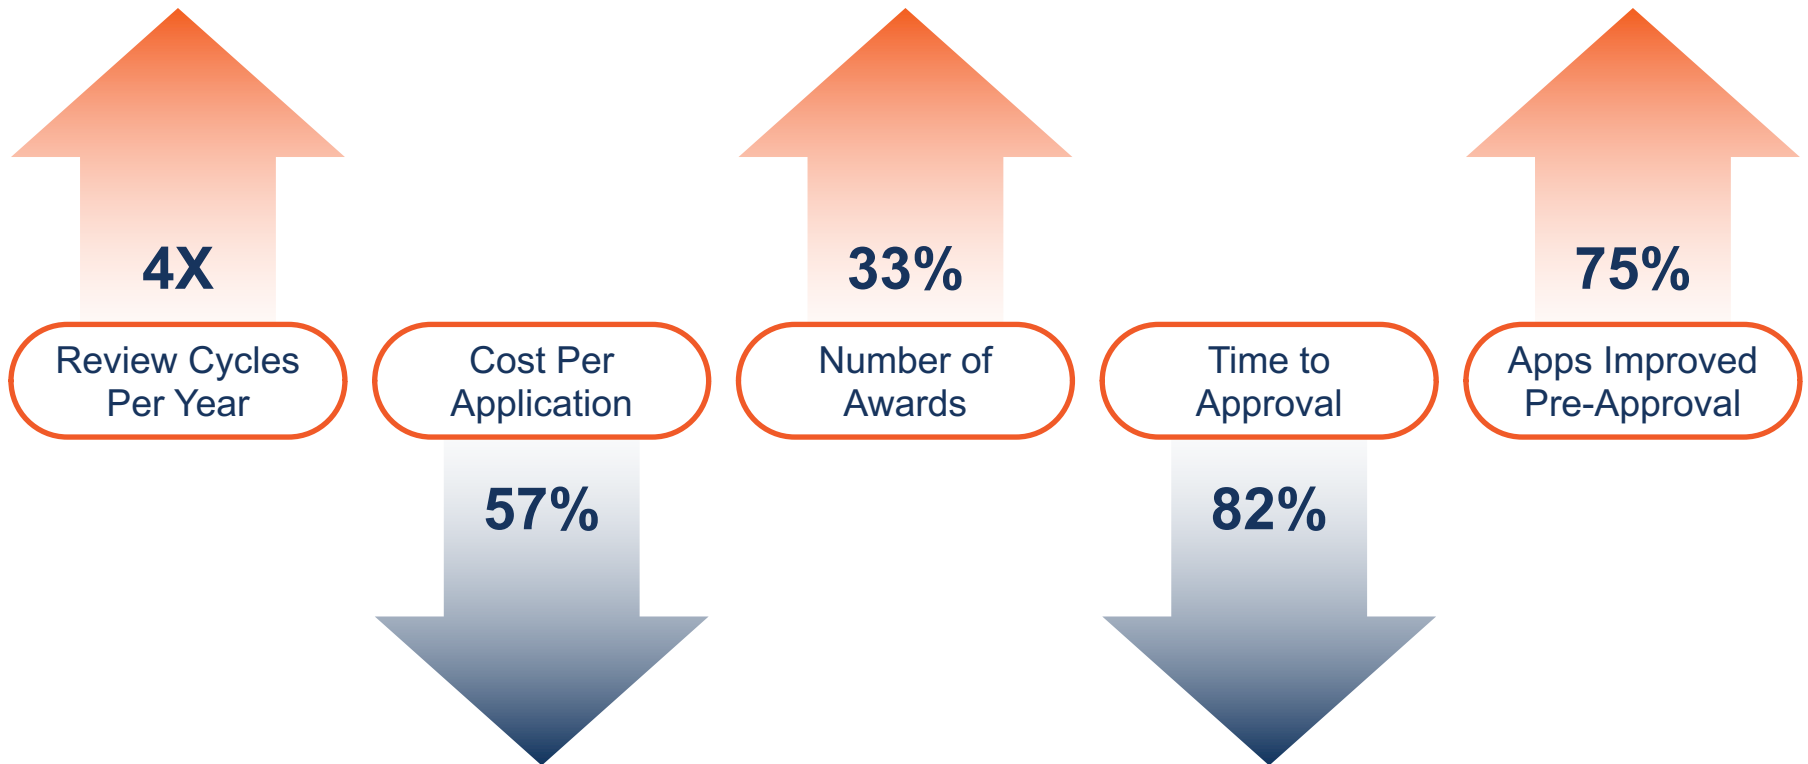 4X
Review Cycles
Per Year
Cost Per
Application
57%
33%
Number of
Awards
Time to
Approval
82%
75%
Apps Improved
Pre-Approval